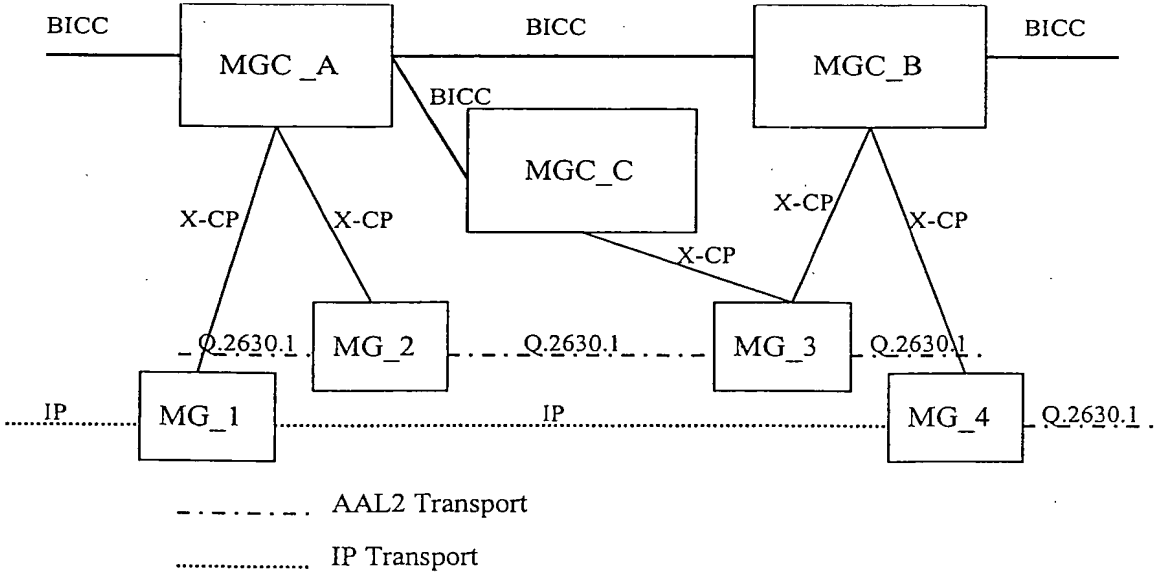 BICC
MGC_A
BICC
MGC_B
BICC
BICC
MGC_C
X-CP
X-CP
X-CP
X-CP
X-CP
Q.2630.1
MG_2
Q.2630.1
MG_3
Q.2630.1
IP
MG_1
IP
MG_4
Q.2630.1
AAL2 Transport
IP Transport